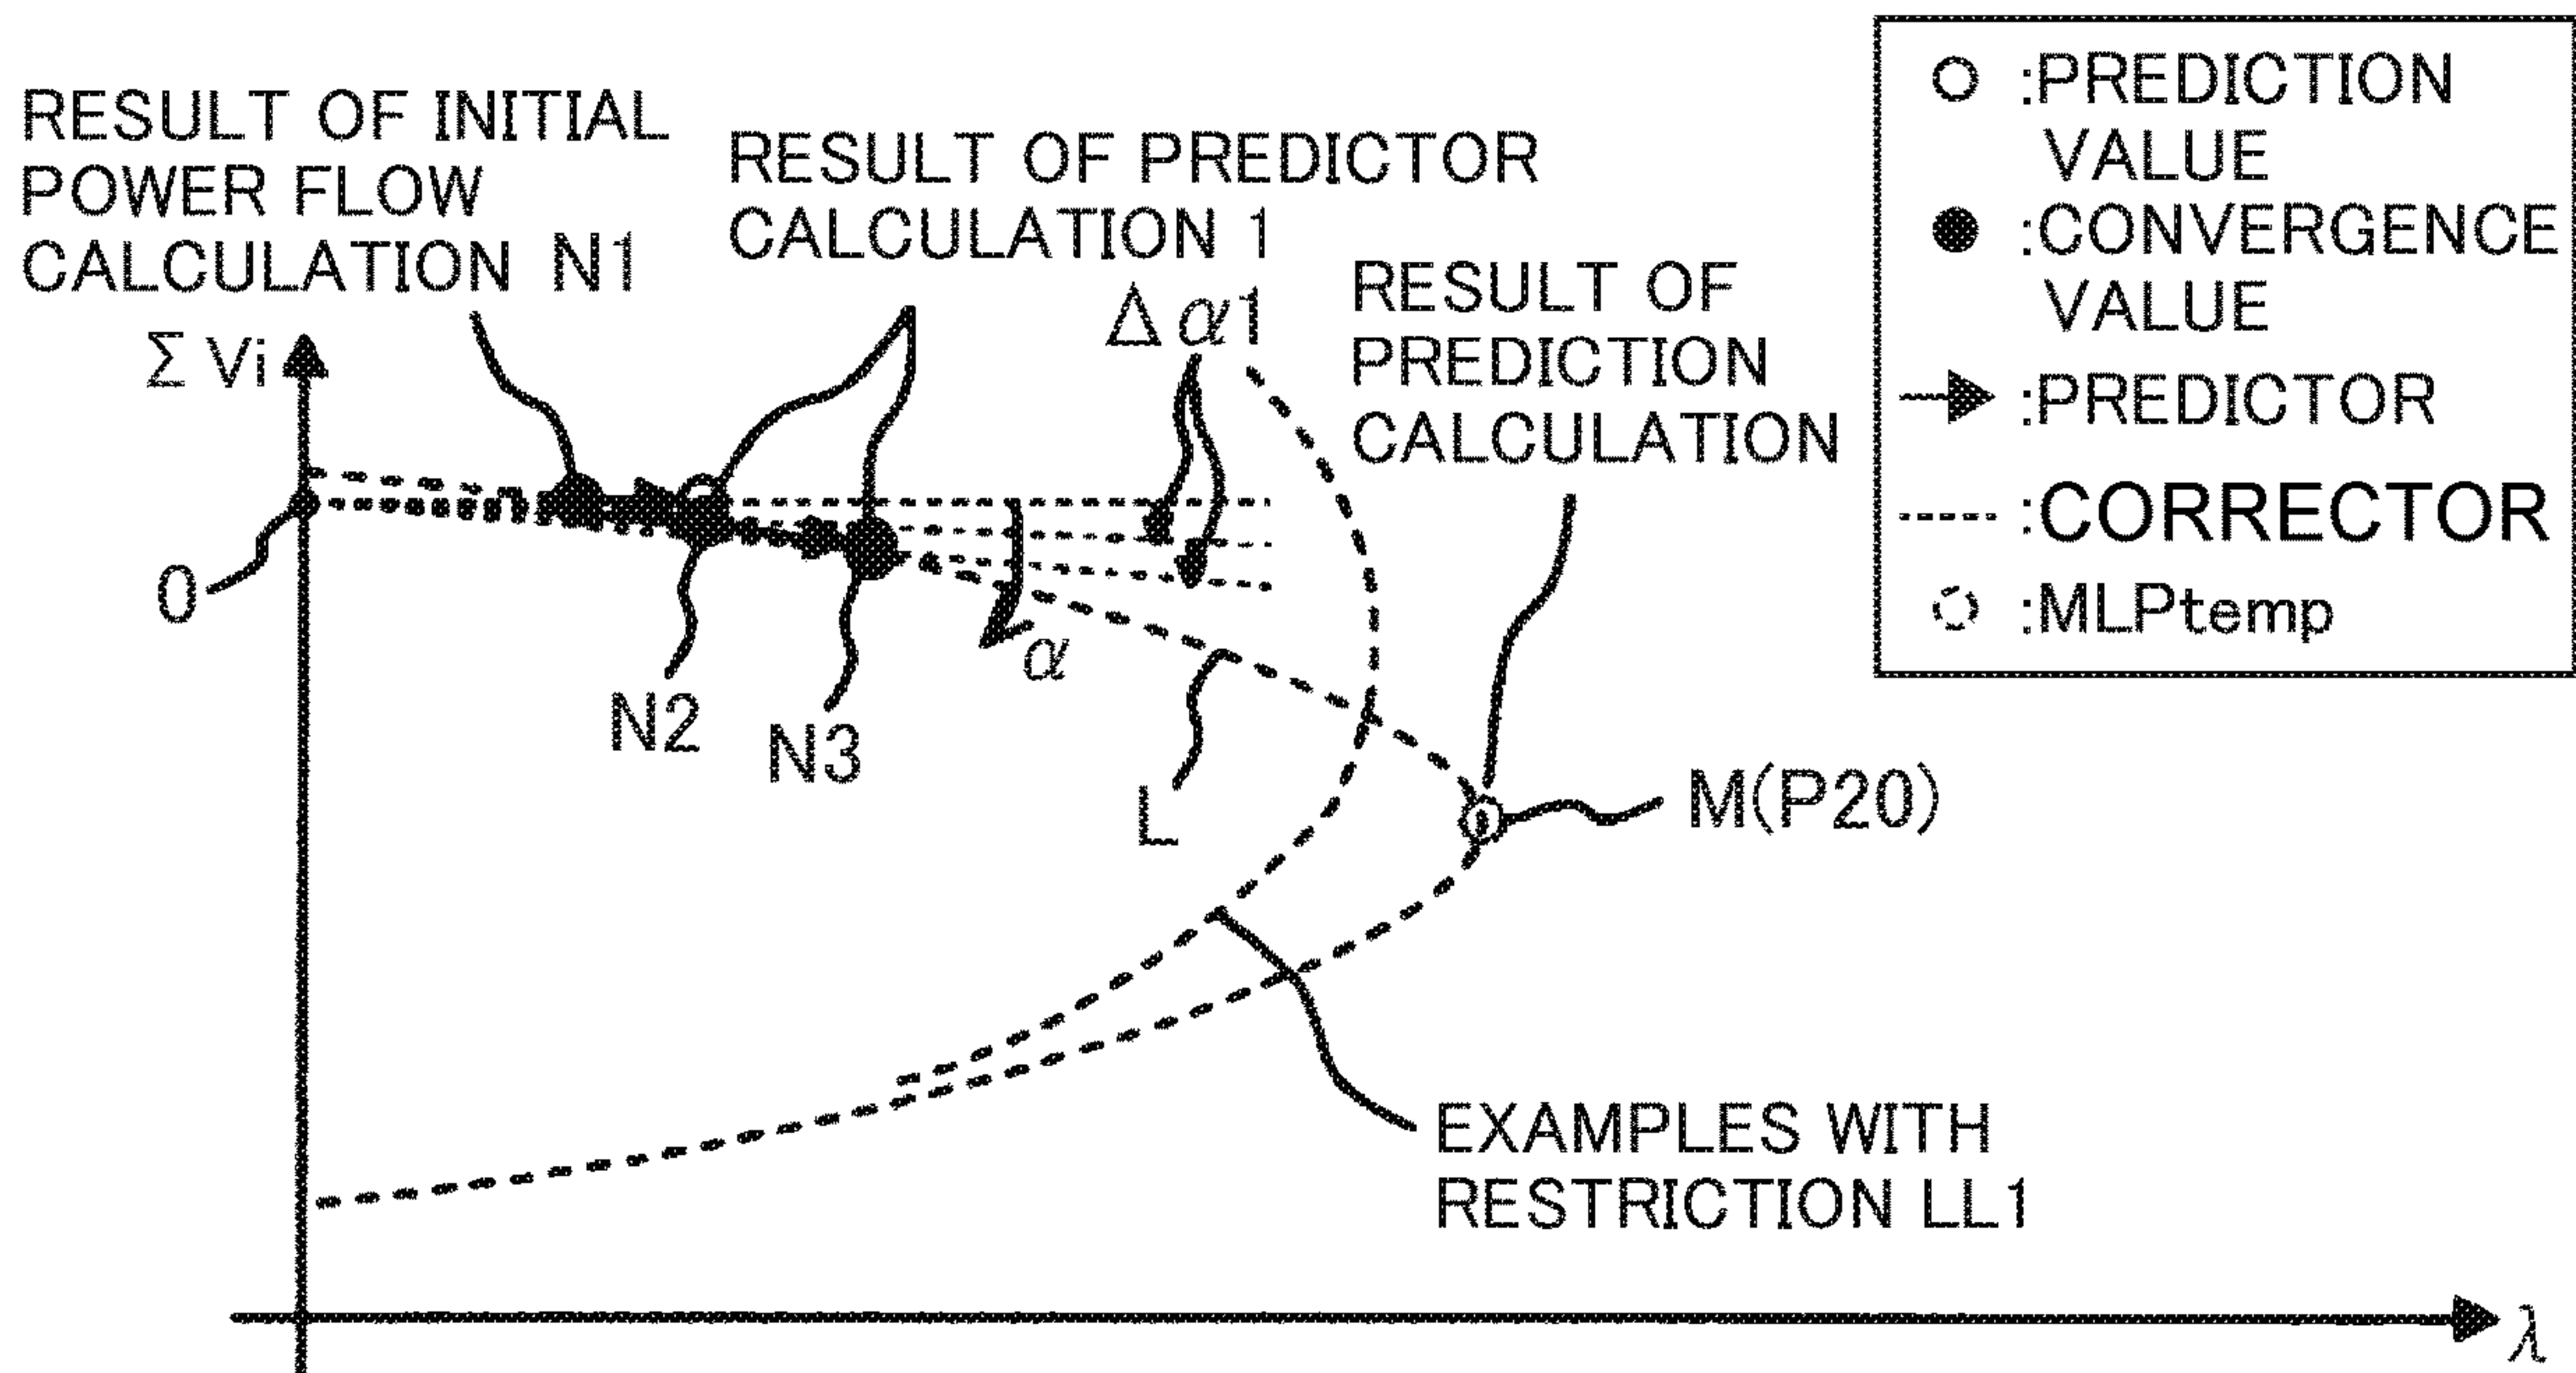 RESULT OF INITIAL
POWER FLOW
CALCULATION N1
RESULT OF PREDICTOR
CALCULATION 1
Δα1
RESULT OF
PREDICTION
CALCULATION
Σ Vi
0
N2
N3
α
L
M(P20)
EXAMPLES WITH
RESTRICTION LL1
λ
:PREDICTION
VALUE
:CONVERGENCE
VALUE
:PREDICTOR
:CORRECTOR
:MLPtemp